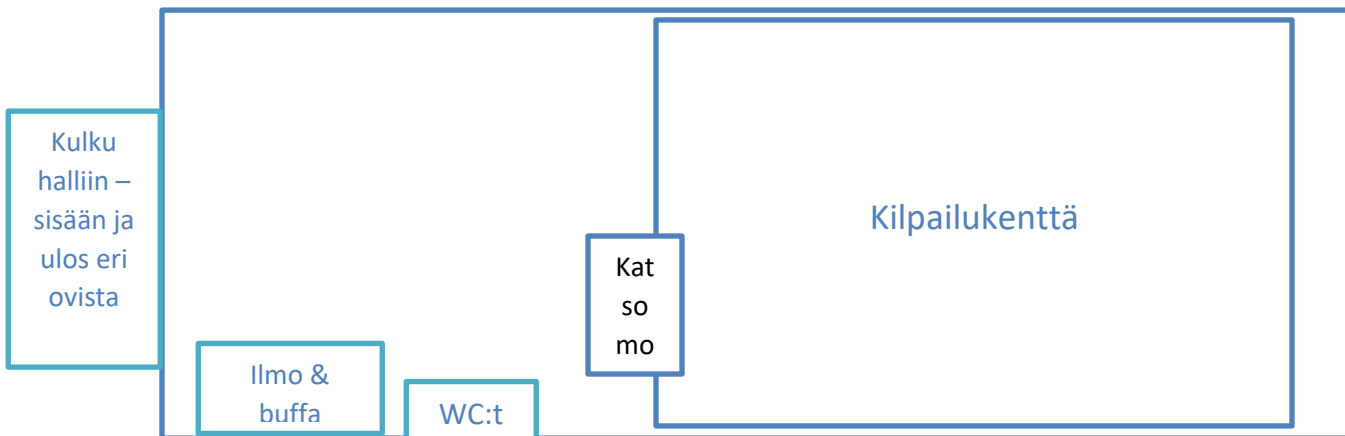 Kulku
halliin –
sisään ja
ulos eri
ovista
Kilpailukenttä
Kat
so
mo
Ilmo &
buffa
WC:t